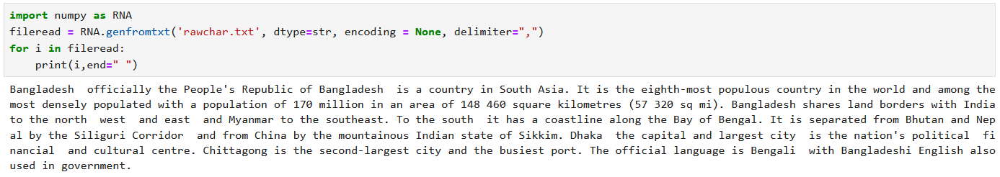 import numpy as RNA
fileread = RNA.genfromtxt('rawchar.txt', dtype=str, encoding = None, delimiter=",")
for i in fileread:
    print(i,end=" ")
Bangladesh  officially the People's Republic of Bangladesh  is a country in South Asia. It is the eighth-most populous country in the world and among the
most densely populated with a population of 170 million in an area of 148 460 square kilometres (57 320 sq mi). Bangladesh shares land borders with India
to the north  west  and east  and Myanmar to the southeast. To the south  it has a coastline along the Bay of Bengal. It is separated from Bhutan and Nep
al by the Siliguri Corridor  and from China by the mountainous Indian state of Sikkim. Dhaka  the capital and largest city  is the nation's political  fi
nancial  and cultural centre. Chittagong is the second-largest city and the busiest port. The official language is Bengali  with Bangladeshi English also
used in government.